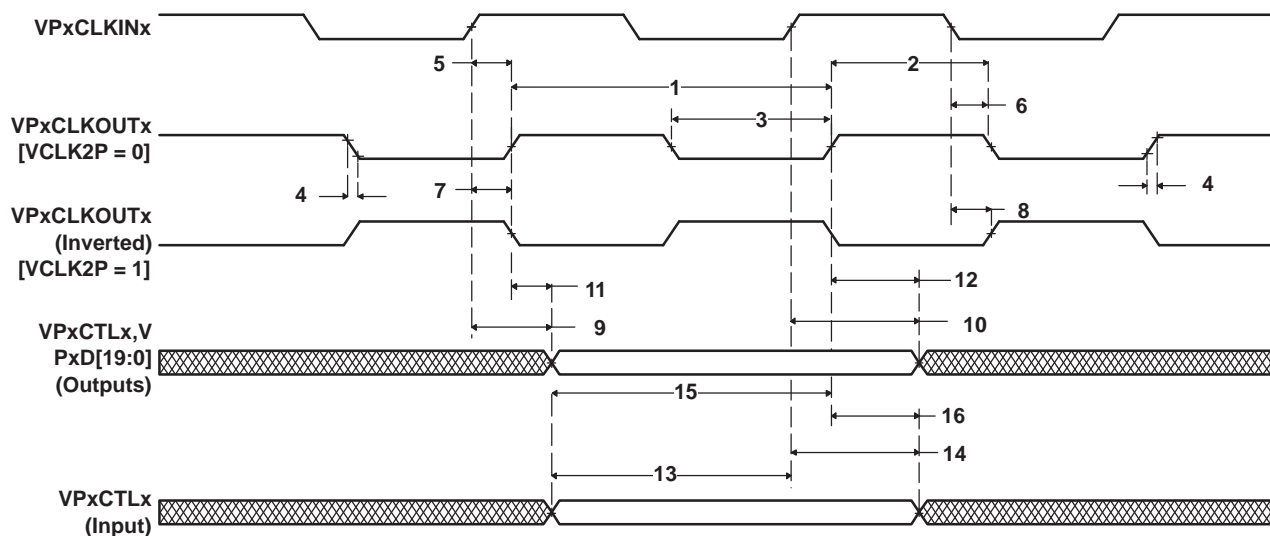 VPxCLKINx
5
2
1
6
VPxCLKOUTx
[VCLK2P = 0]
3
4
7
4
VPxCLKOUTx
(Inverted)
[VCLK2P = 1]
8
11
12
9
10
VPxCTLx,V
PxD[19:0]
(Outputs)
15
16
14
13
VPxCTLx
(Input)